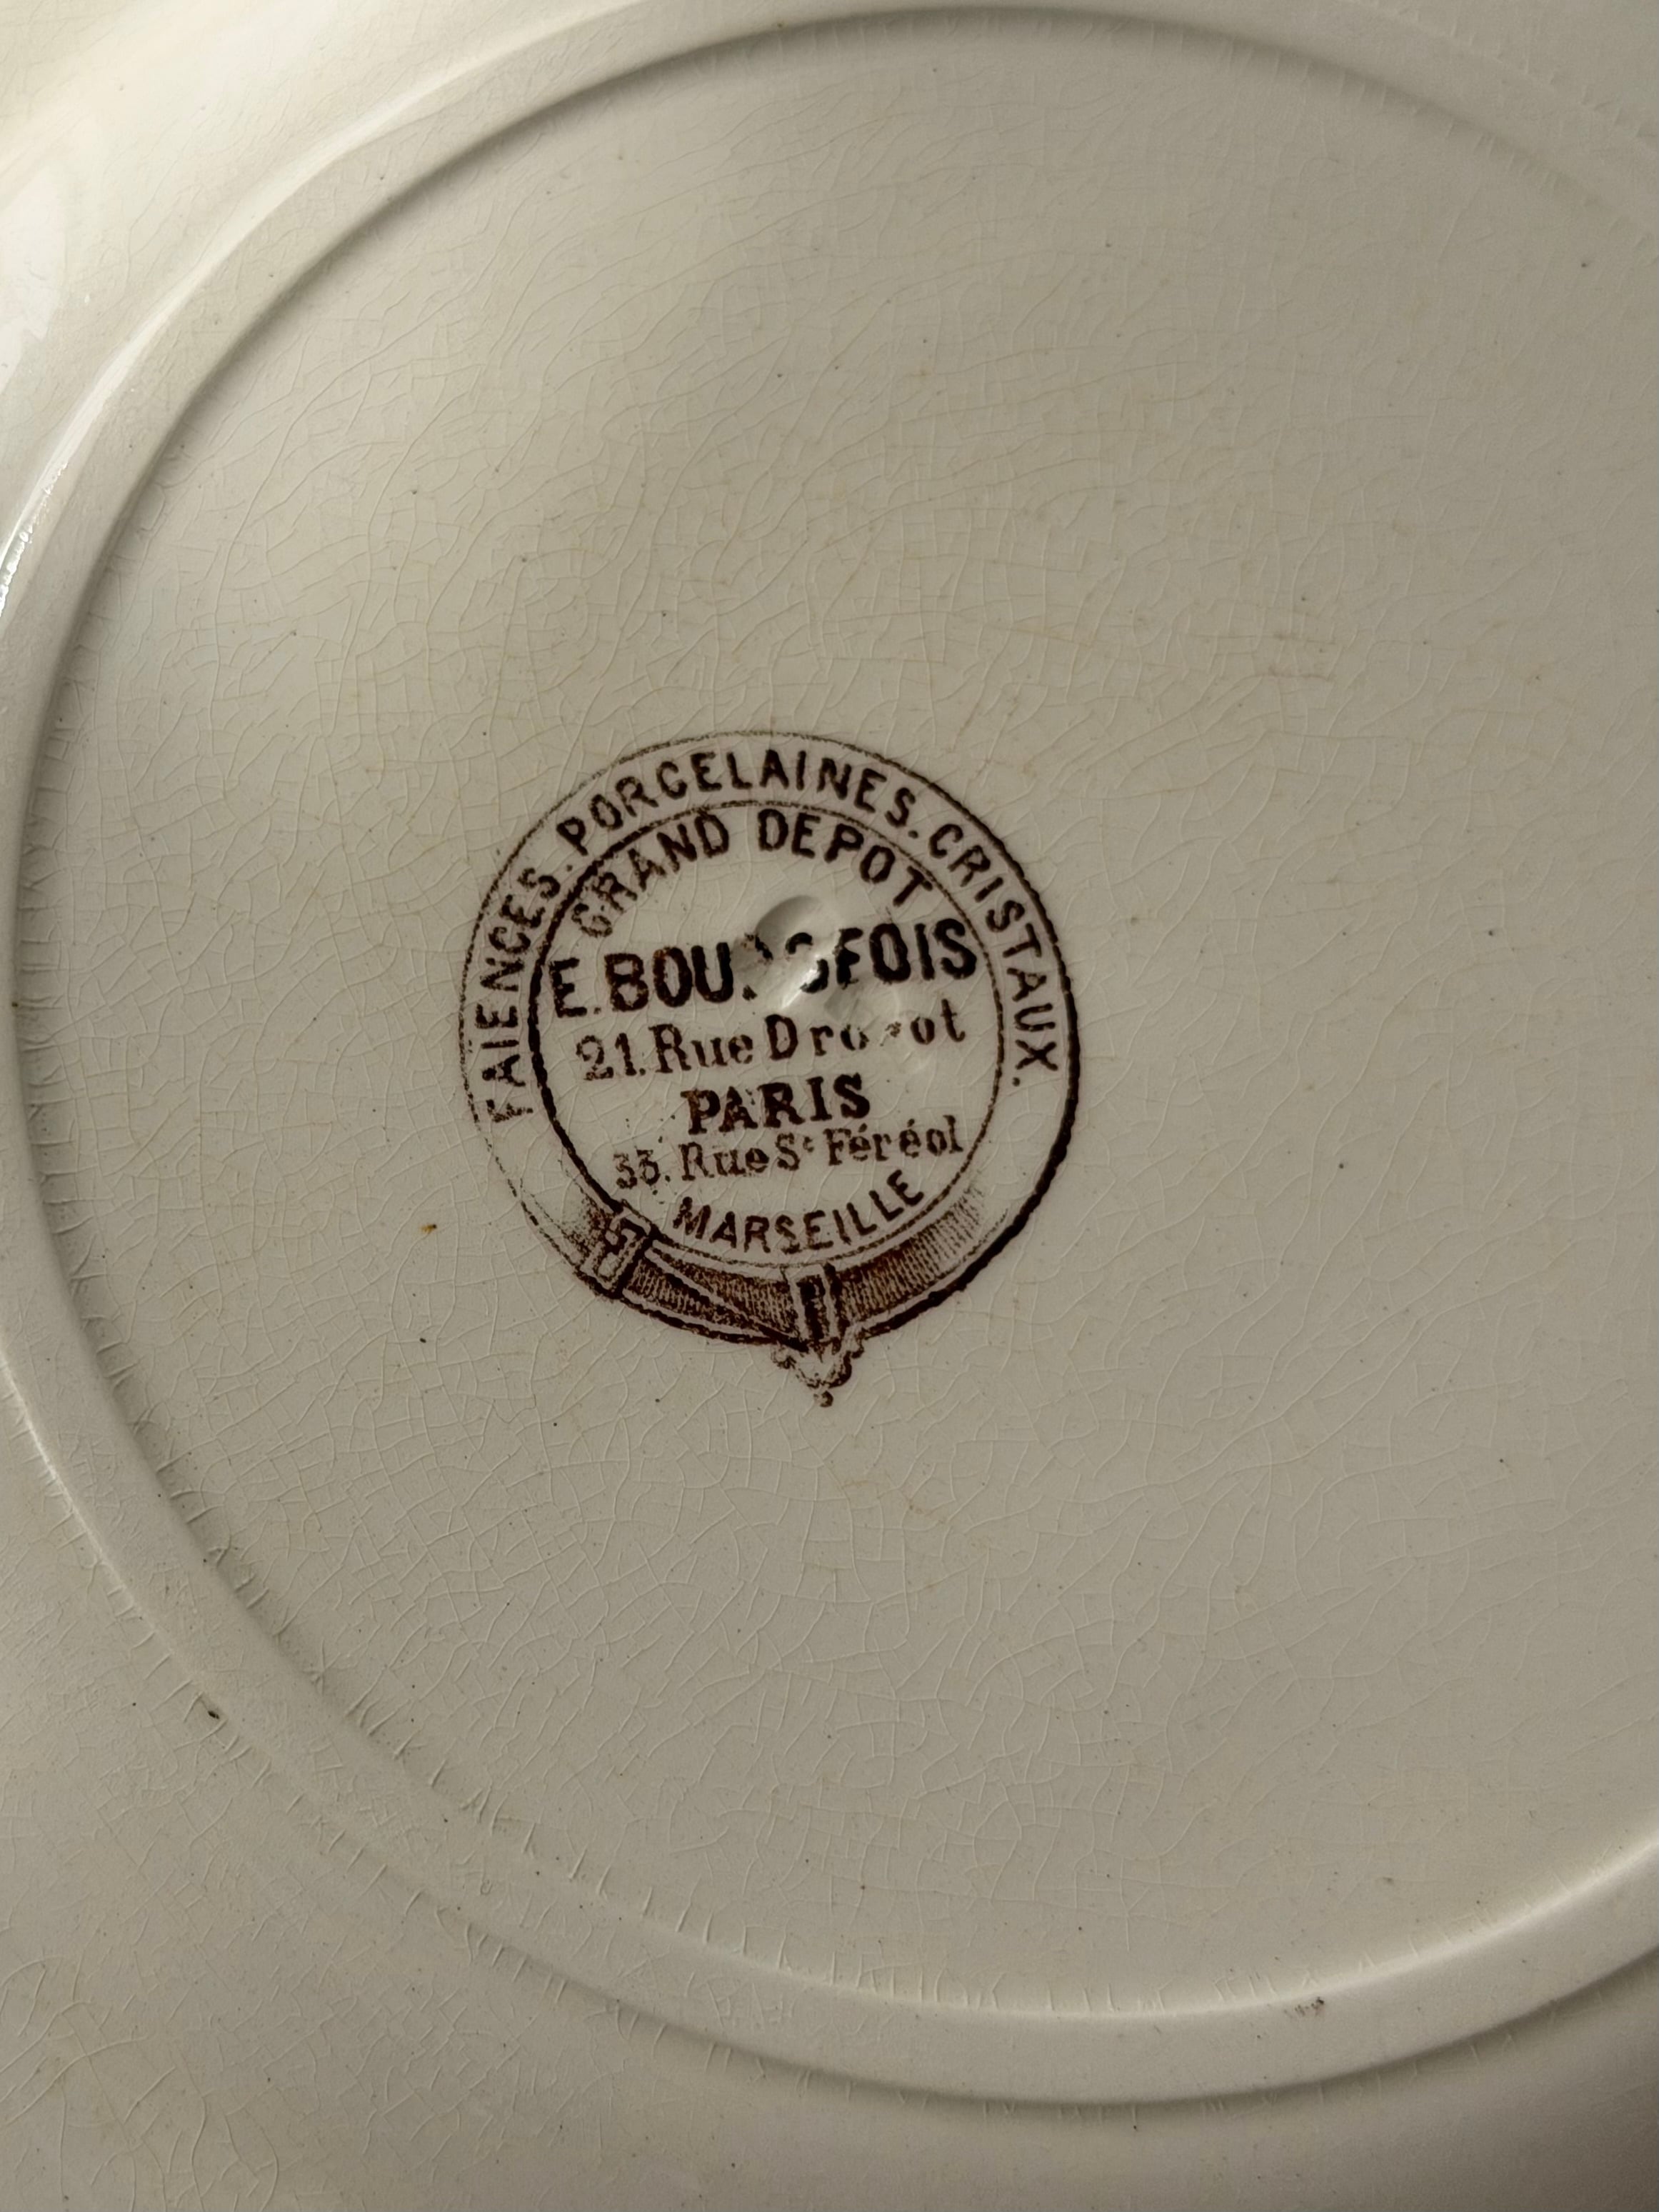 FAIENCES. PORCELAINES. CRISTAUX.
GRAND DEPOT
E.
21. Rue
PARIS
33. Rue St Féréol
MARSEILLE